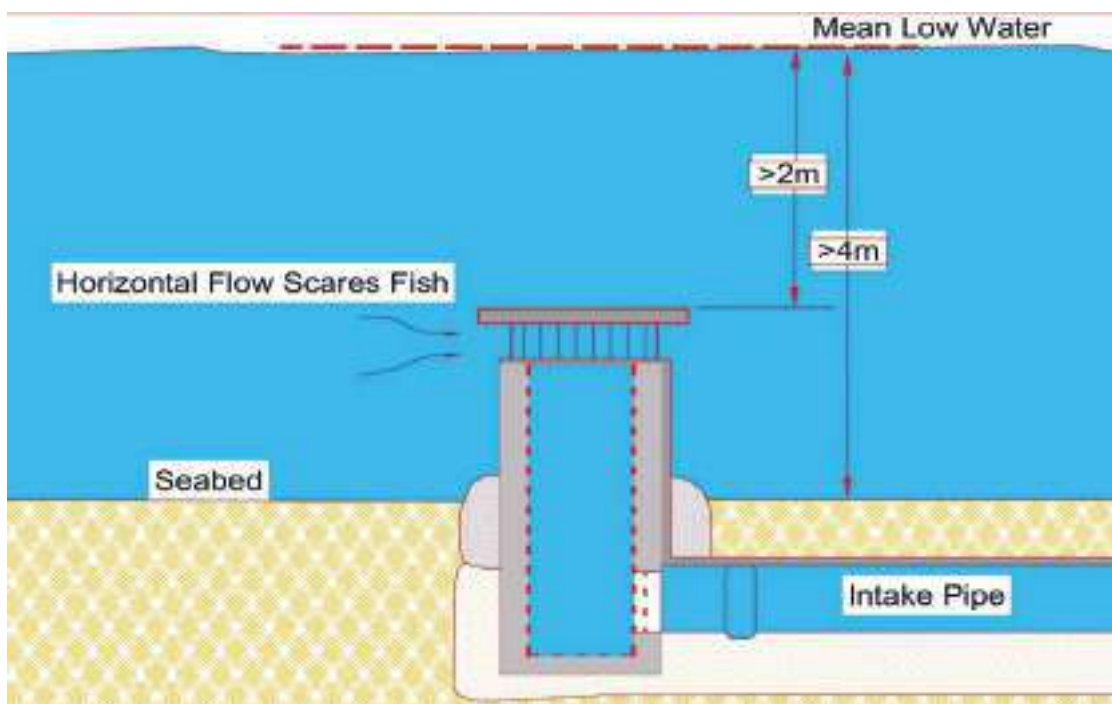 Mean Low Water
>2m
>4m
Horizontal Flow Scares Fish
Seabed
Intake Pipe